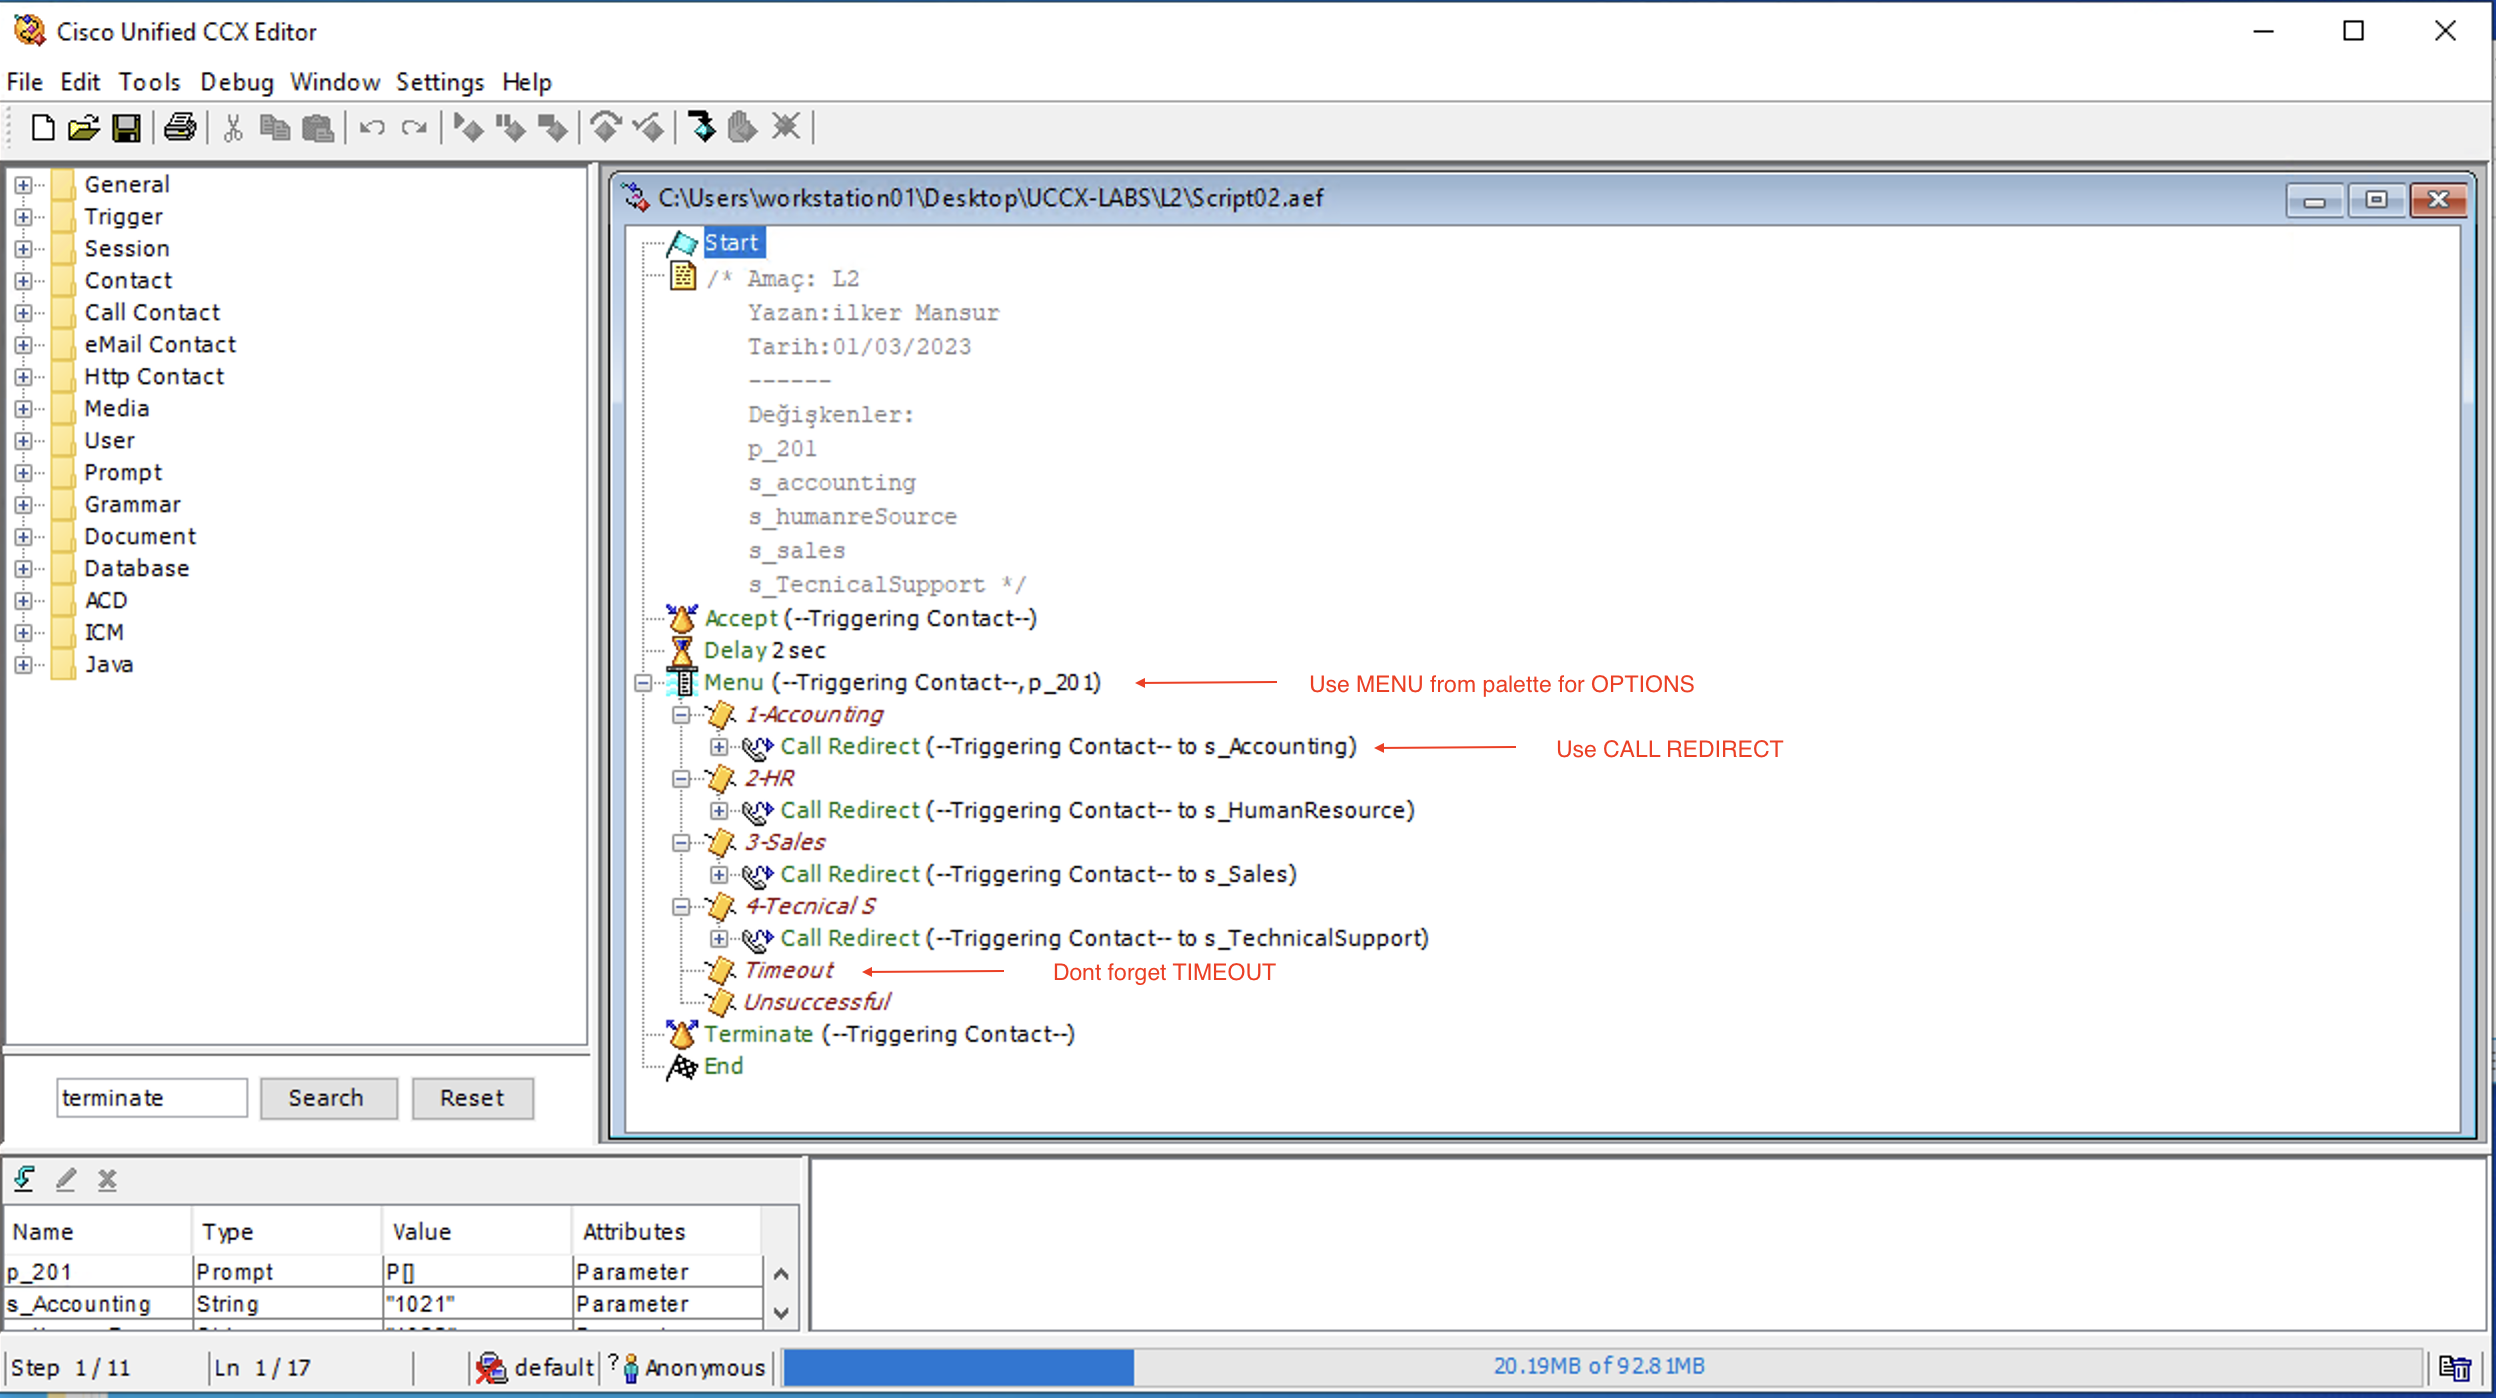 Cisco Unified CCX Editor
File Edit Tools Debug Window Settings Help
General
Trigger
Session
Contact
Call Contact
eMail Contact
Http Contact
Media
User
Prompt
Grammar
Document
Database
ACD
ICM
Java
terminate Search Reset
C:\Users\workstation01\Desktop\UCCX-LABS\L2\Script02.aef
Start
/* Amaç: L2
Yazan:ilker Mansur
Tarih:01/03/2023
------
Değişkenler:
p_201
s_accounting
s_humanreSource
s_sales
s_TecnicalSupport */
Accept (--Triggering Contact--)
Delay 2 sec
Menu (--Triggering Contact--, p_201) Use MENU from palette for OPTIONS
1-Accounting
Call Redirect (--Triggering Contact-- to s_Accounting) Use CALL REDIRECT
2-HR
Call Redirect (--Triggering Contact-- to s_HumanResource)
3-Sales
Call Redirect (--Triggering Contact-- to s_Sales)
4-Tecnical S
Call Redirect (--Triggering Contact-- to s_TechnicalSupport)
Timeout Dont forget TIMEOUT
Unsuccessful
Terminate (--Triggering Contact--)
End
Name Type Value Attributes
p_201 Prompt P[] Parameter
s_Accounting String "1021" Parameter
Step 1 / 11 Ln 1 / 17 default ? Anonymous 20.19MB of 92.81MB